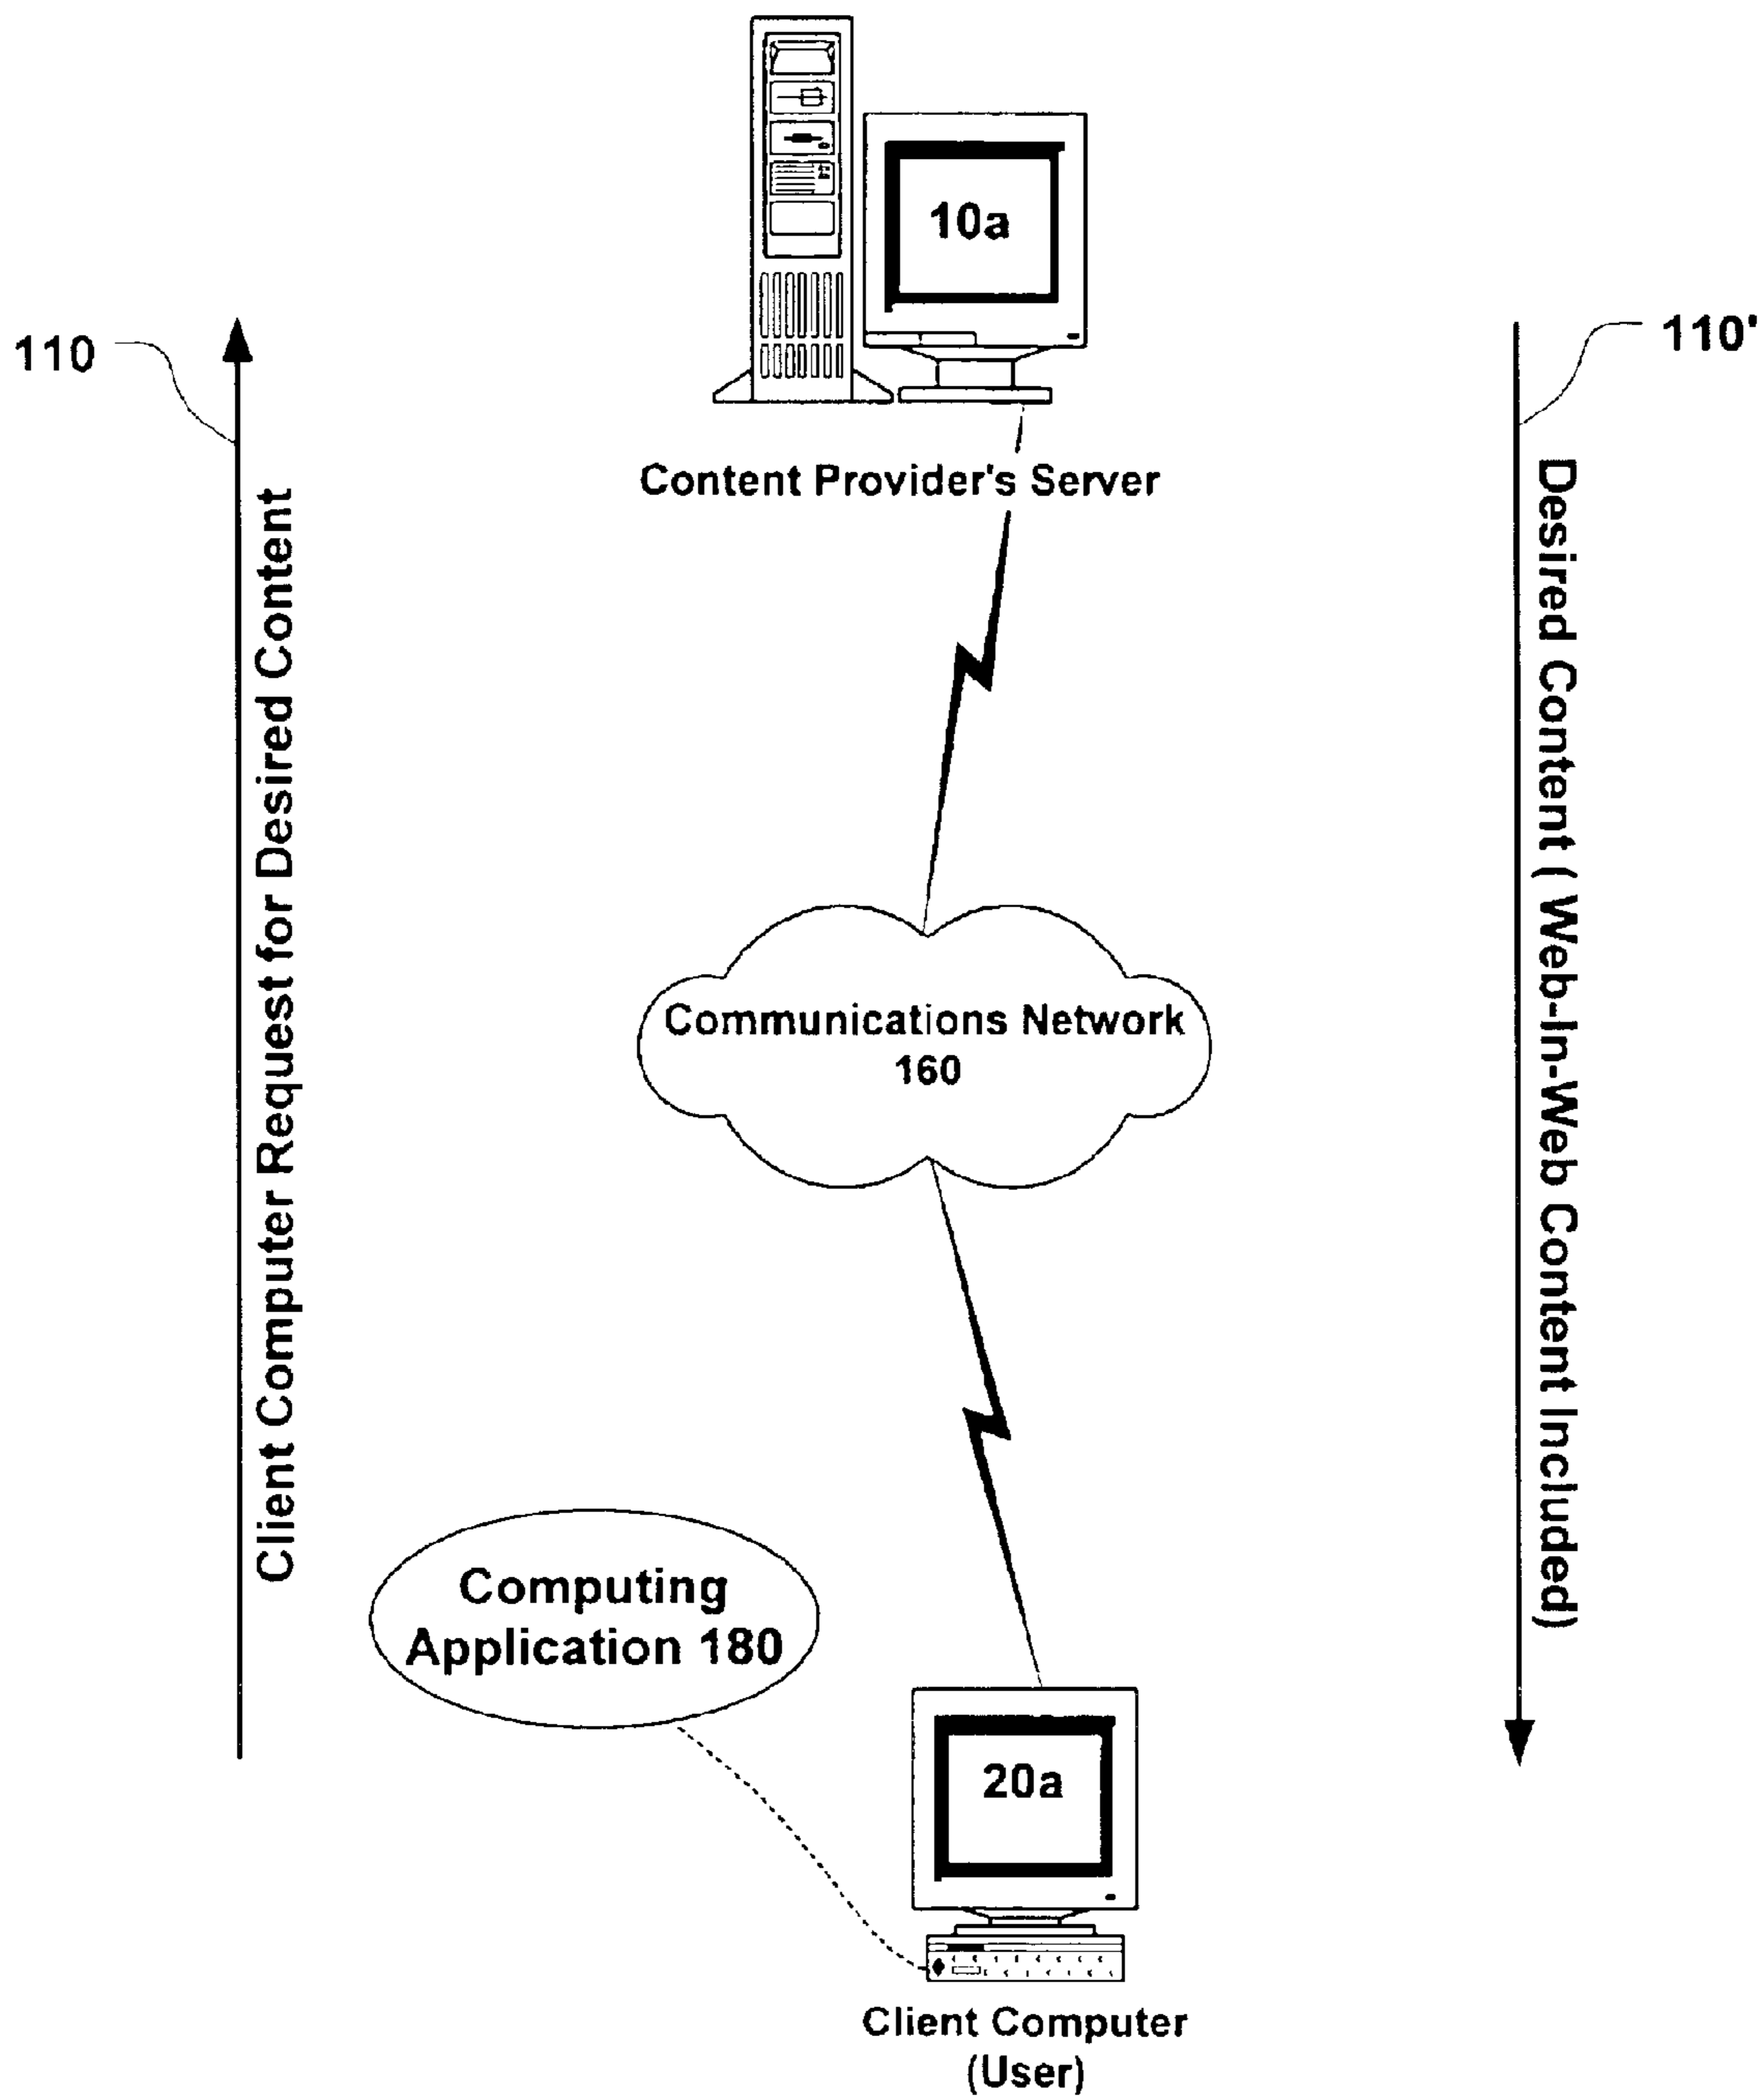 10a
110
110'
Content Provider's Server
Client Computer Request for Desired Content
Desired Content ( Web-In-Web Content Included)
Communications Network
160
Computing
Application 180
20a
Client Computer
(User)